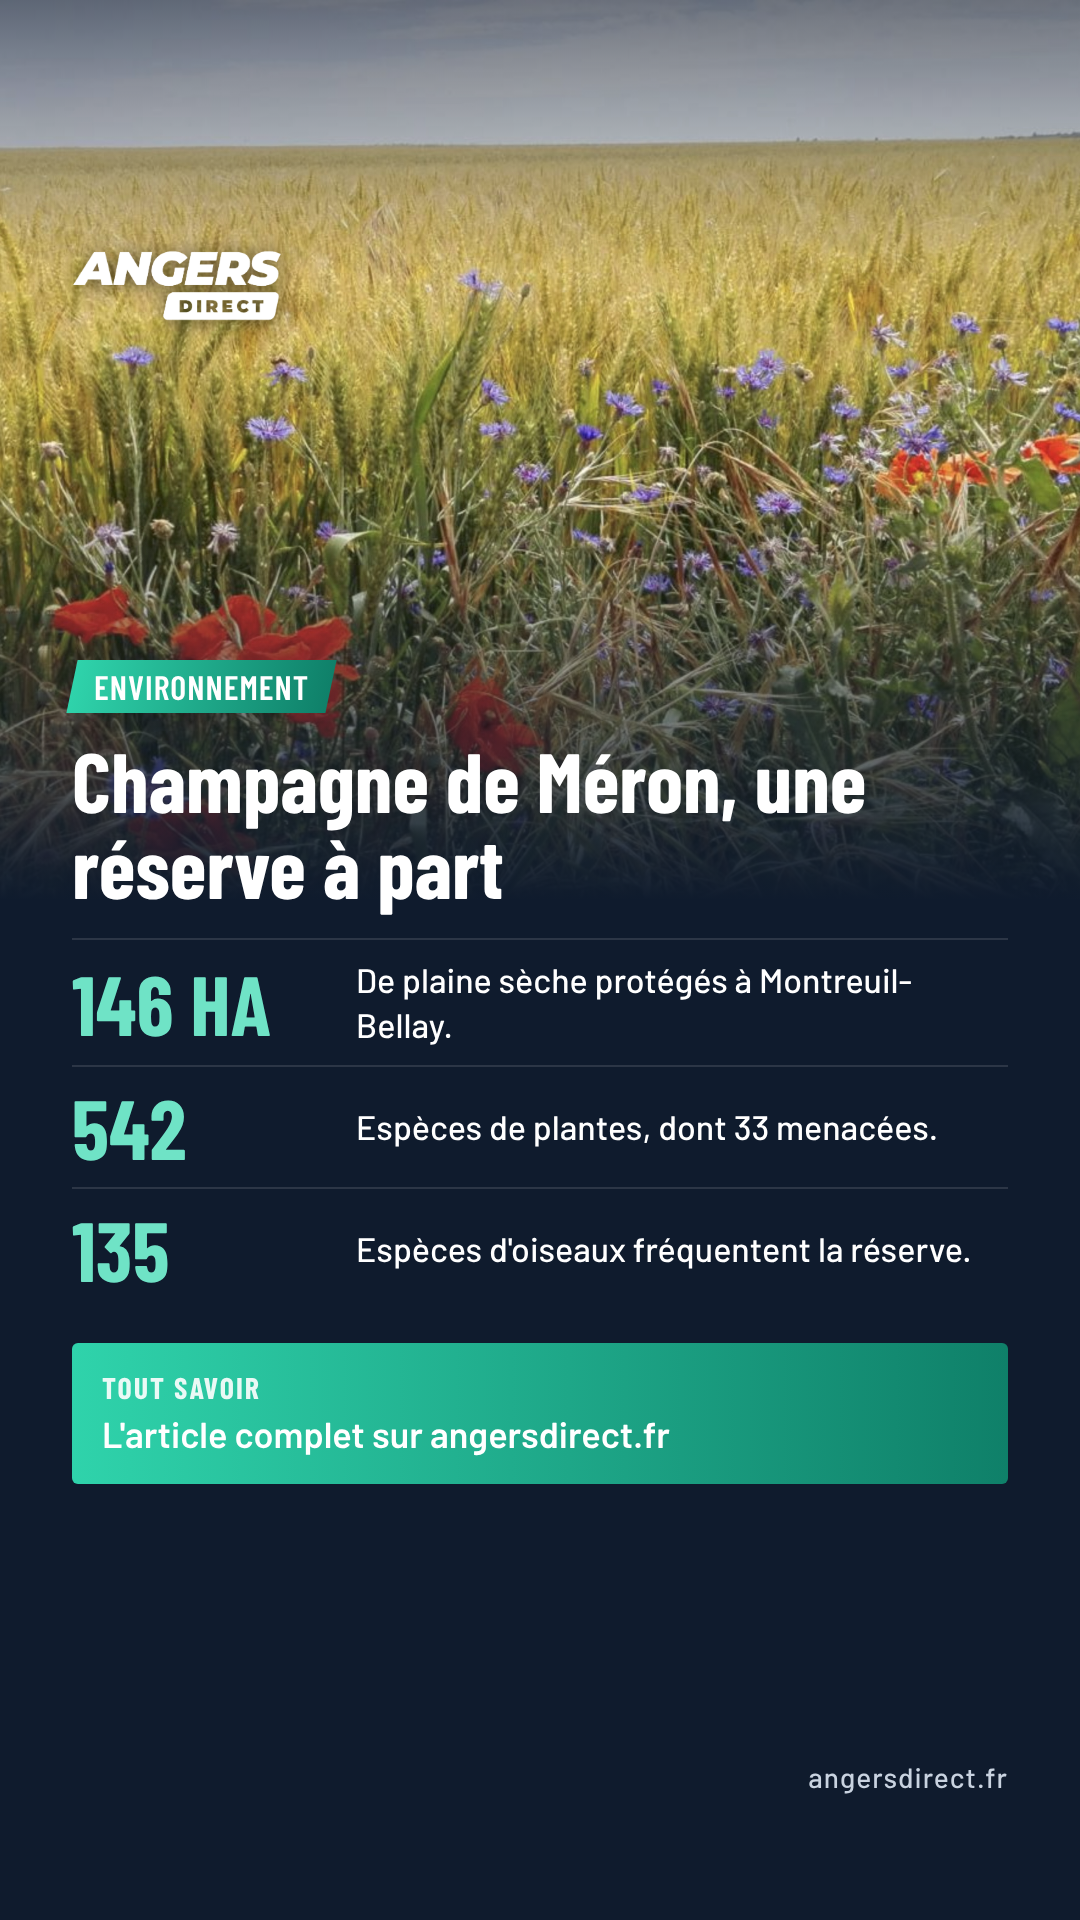 ANGERS
DIRECT
ENVIRONNEMENT
Champagne de Méron, une
réserve à part
146 HA
De plaine sèche protégés à Montreuil-
Bellay.
542
Espèces de plantes, dont 33 menacées.
135
Espèces d'oiseaux fréquentent la réserve.
TOUT SAVOIR
L'article complet sur angersdirect.fr
angersdirect.fr